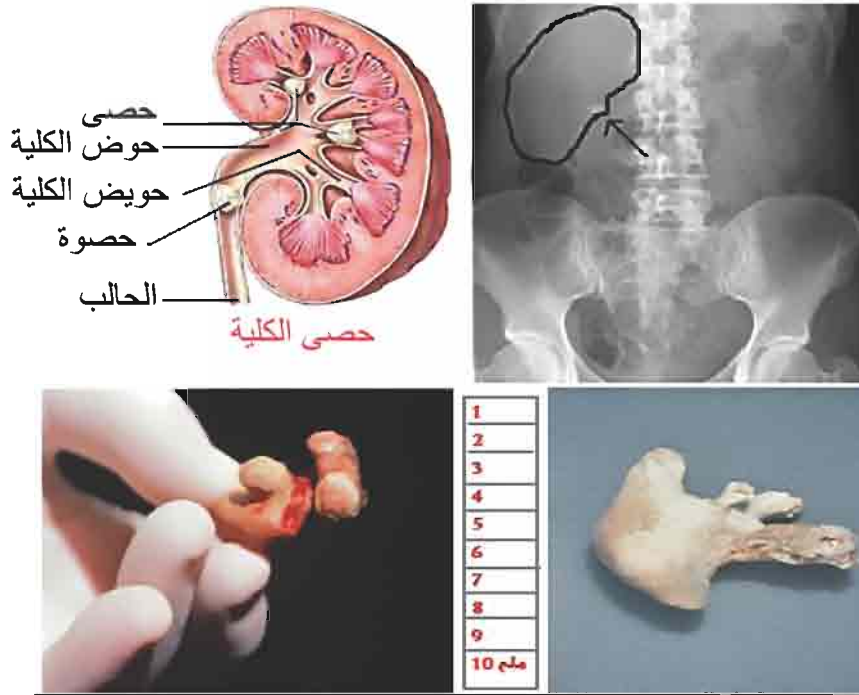 حصى
حوض الكلية
حويض الكلية
حصوة
الحالب
حصى الكلية
1
2
3
4
5
6
7
8
9
10 ملم